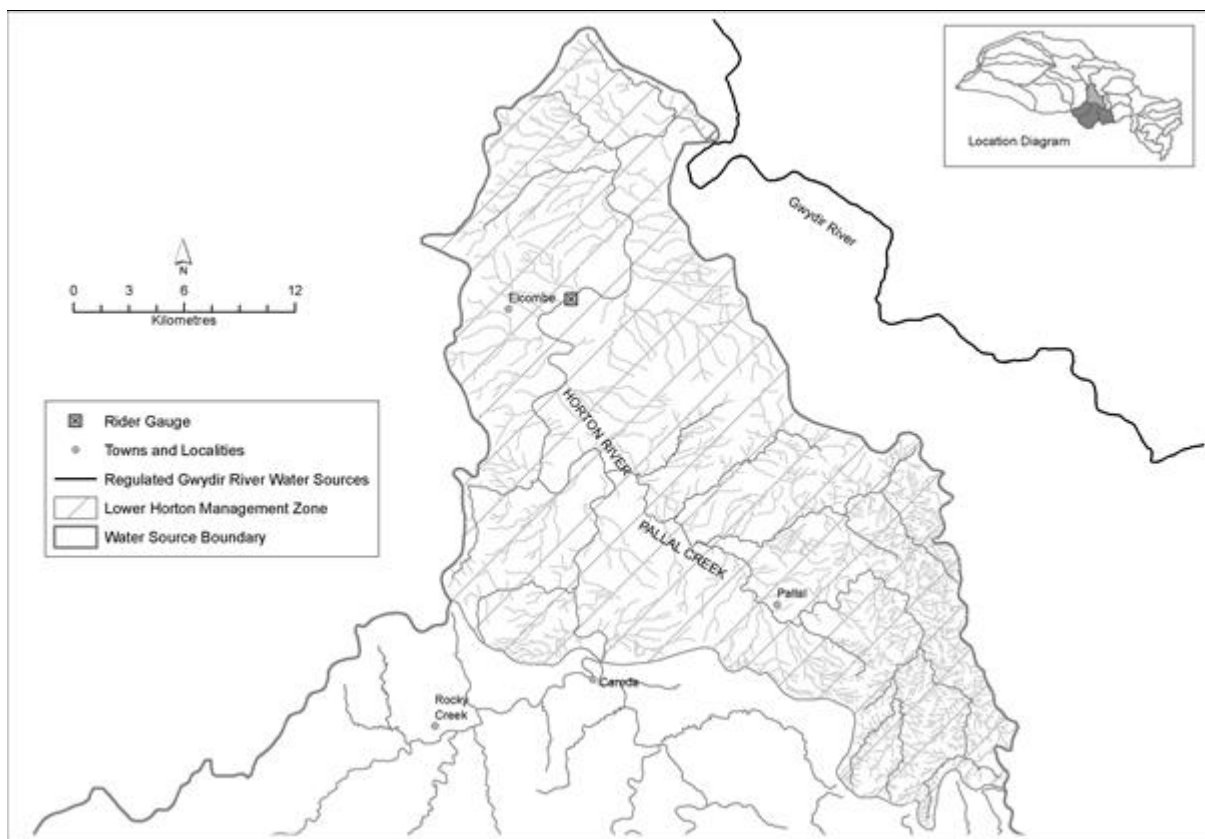 Location Diagram
Gwydir River
N
0 3 6 12
Kilometres
Elcombe
HORTON RIVER
Rider Gauge
Towns and Localities
Regulated Gwydir River Water Sources
Lower Horton Management Zone
Water Source Boundary
PALLAL CREEK
Pallal
Caroda
Rocky
Creek